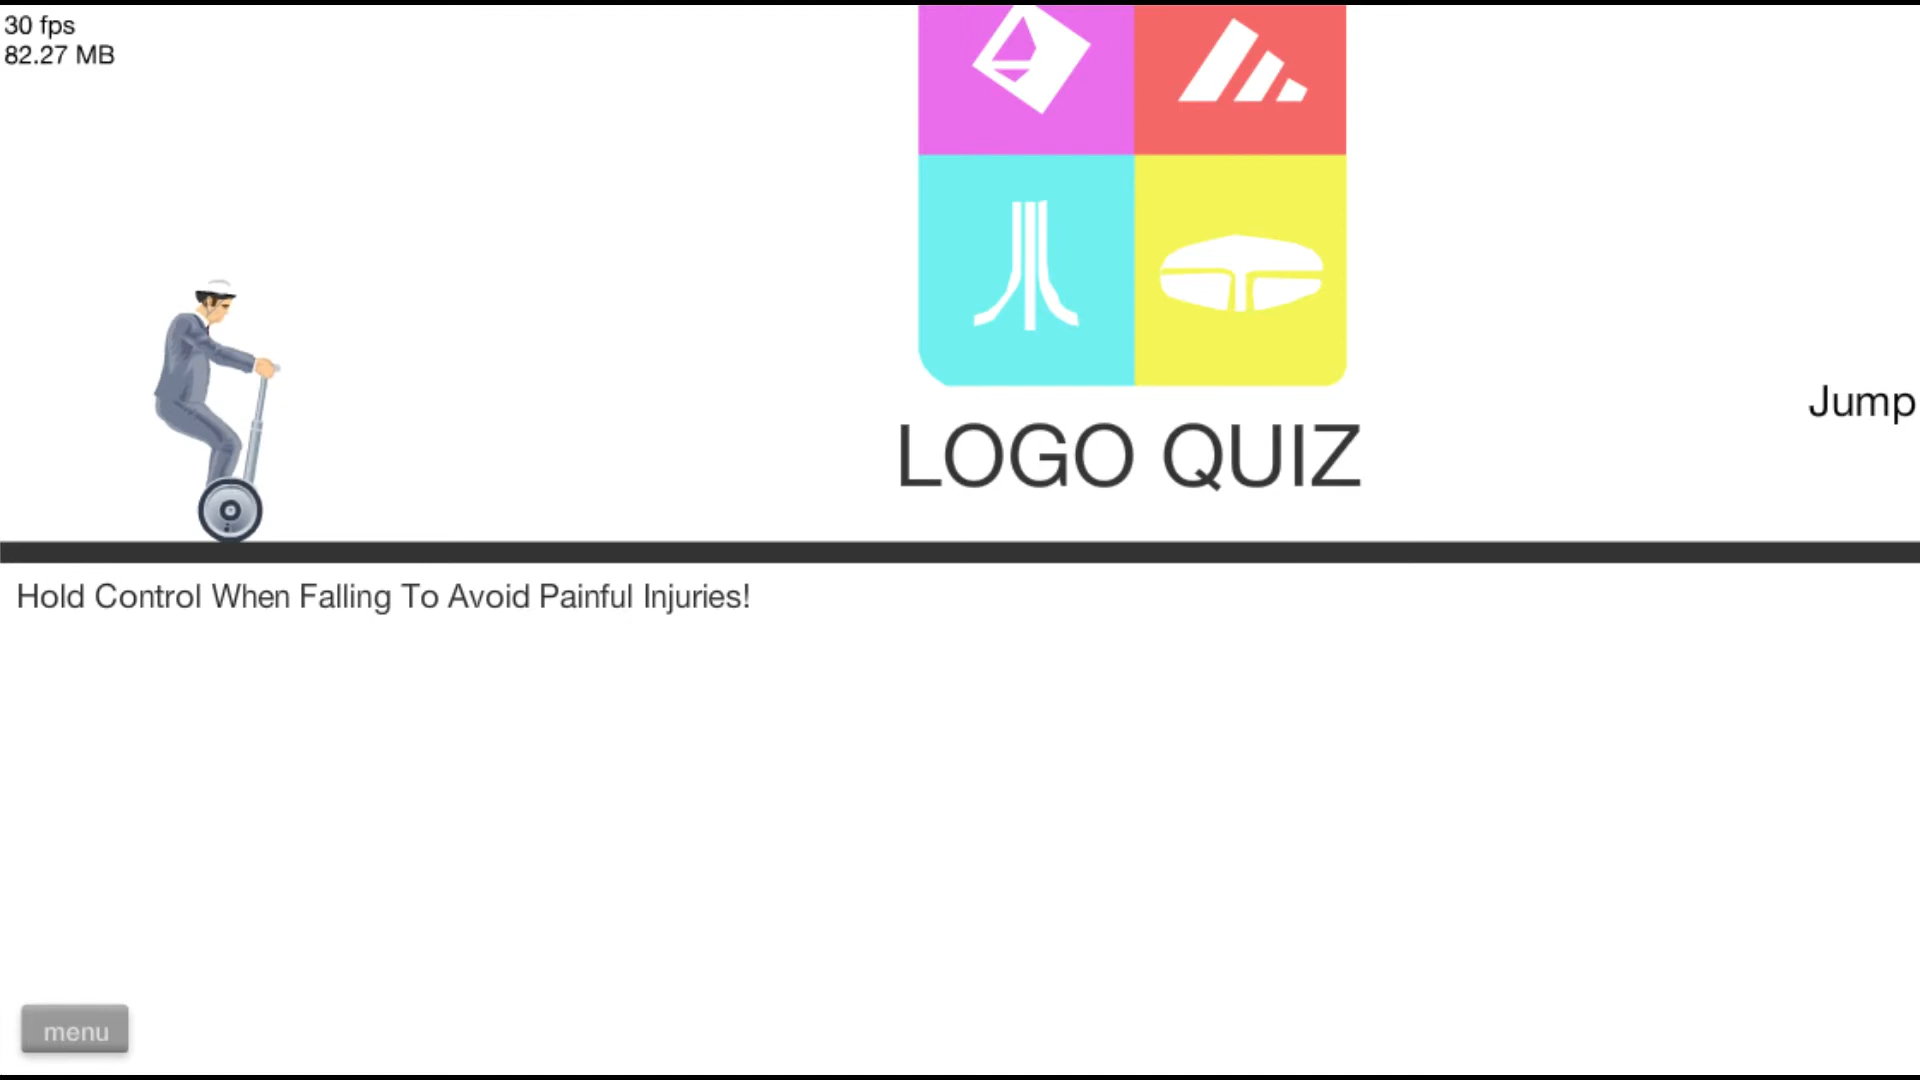 30 fps
82.27 MB
LOGO QUIZ
Jump
Hold Control When Falling To Avoid Painful Injuries!
menu